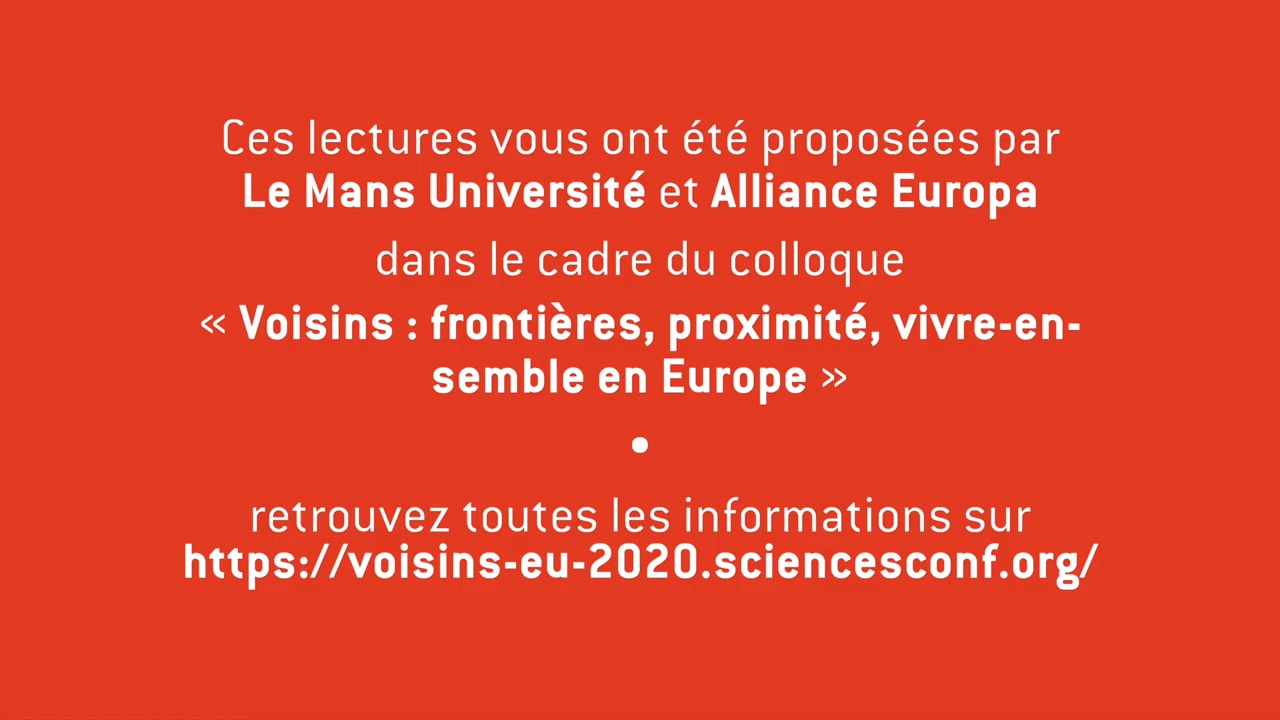 Ces lectures vous ont été proposées par
Le Mans Université et Alliance Europa
dans le cadre du colloque
« Voisins : frontières, proximité, vivre-en-
semble en Europe »
•
retrouvez toutes les informations sur
https://voisins-eu-2020.sciencesconf.org/